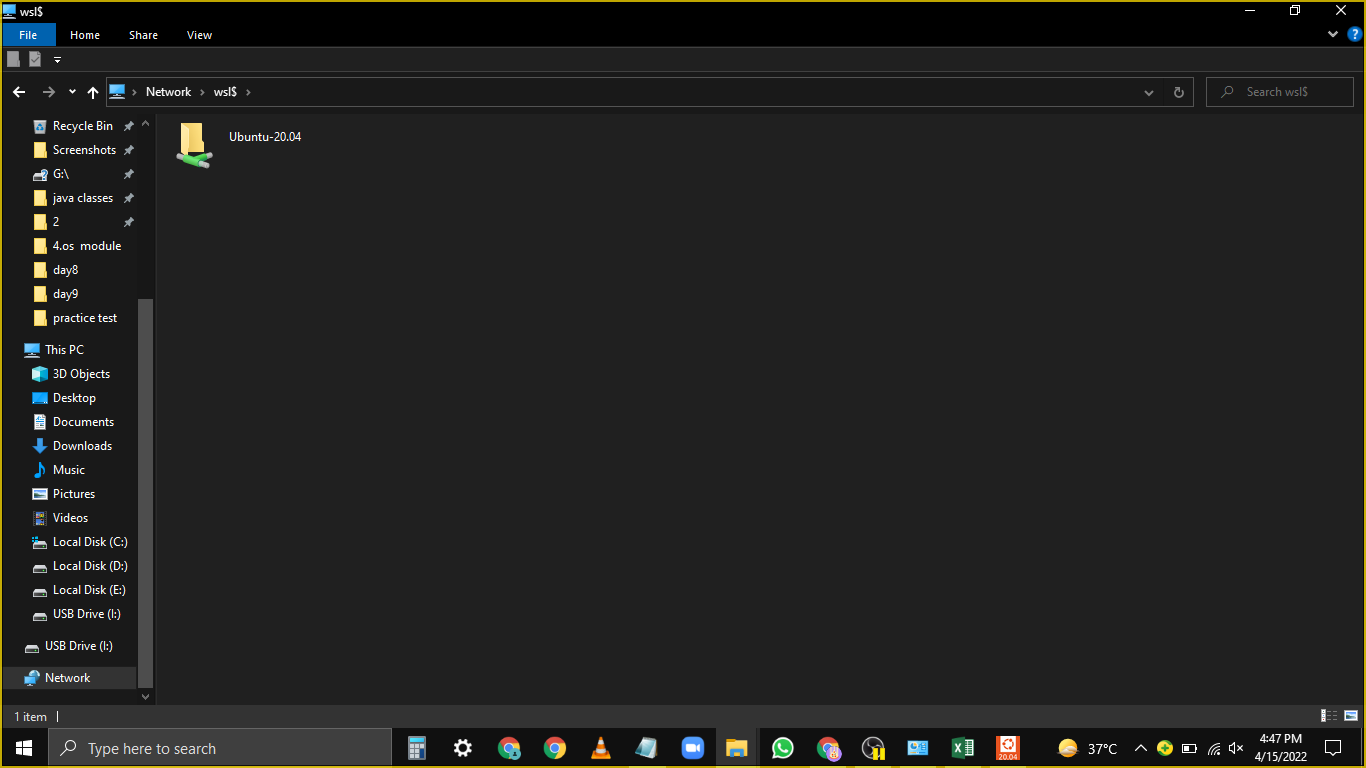 wsl$
File Home Share View
Network wsl$
Search wsl$
Recycle Bin
Screenshots
G:\
java classes
2
4.os  module
day8
day9
practice test
This PC
3D Objects
Desktop
Documents
Downloads
Music
Pictures
Videos
Local Disk (C:)
Local Disk (D:)
Local Disk (E:)
USB Drive (I:)
USB Drive (I:)
Network
Ubuntu-20.04
1 item
Type here to search
20.04
37°C
4:47 PM
4/15/2022